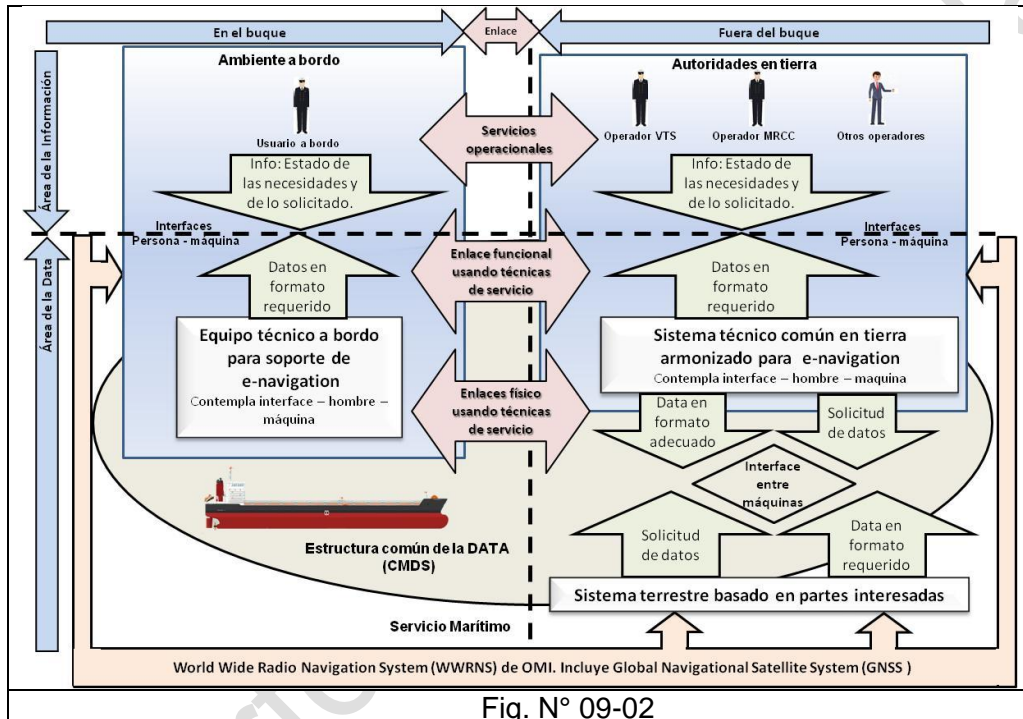 En el buque
Enlace
Fuera del buque
Ambiente a bordo
Autoridades en tierra
Área de la Información
Área de la Data
Usuario a bordo
Servicios
operacionales
Operador VTS
Operador MRCC
Otros operadores
Info: Estado de
las necesidades y
de lo solicitado.
Info: Estado de
las necesidades y
de lo solicitado.
Interfaces
Persona - máquina
Interfaces
Persona - máquina
Datos en
formato
requerido
Enlace funcional
usando técnicas
de servicio
Datos en
formato
requerido
Equipo técnico a bordo
para soporte de
e-navigation
Contempla interface – hombre –
máquina
Sistema técnico común en tierra
armonizado para e-navigation
Contempla interface – hombre – maquina
Enlaces físico
usando técnicas
de servicio
Data en
formato
adecuado
Solicitud
de datos
Interface
entre
máquinas
Estructura común de la DATA
(CMDS)
Solicitud
de datos
Data en
formato
requerido
Sistema terrestre basado en partes interesadas
Servicio Marítimo
World Wide Radio Navigation System (WWRNS) de OMI. Incluye Global Navigational Satellite System (GNSS )
Fig. N° 09-02